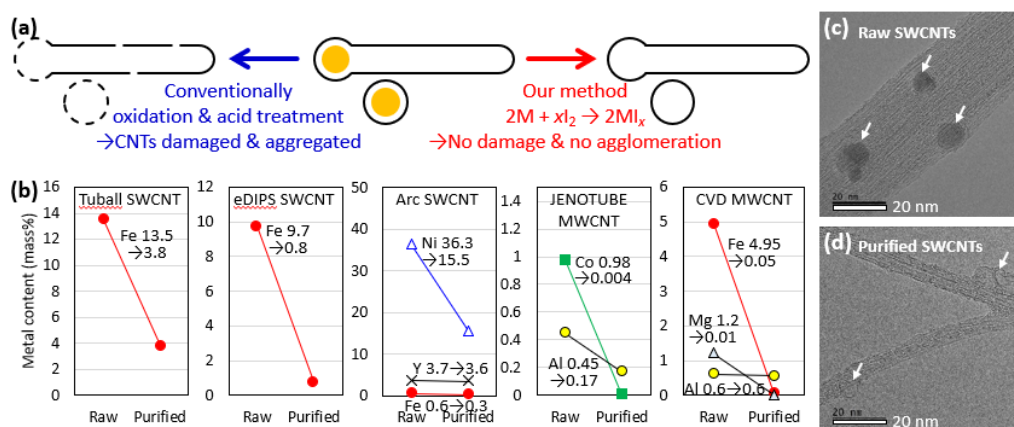 (a)
Conventionally
oxidation & acid treatment
→CNTs damaged & aggregated
Our method
2M + xI₂ → 2MIₓ
→No damage & no agglomeration
(b)
Metal content (mass%)
Tuball SWCNT
16
14
12
10
8
6
4
2
0
Fe 13.5
→3.8
Raw Purified
eDIPS SWCNT
12
10
8
6
4
2
0
Fe 9.7
→0.8
Raw Purified
Arc SWCNT
50
40
30
20
10
0
Ni 36.3
→15.5
Y 3.7→3.6
Fe 0.6→0.3
Raw Purified
JENOTUBE
MWCNT
1.4
1.2
1
0.8
0.6
0.4
0.2
0
Co 0.98
→0.004
Al 0.45
→0.17
Raw Purified
CVD MWCNT
6
5
4
3
2
1
0
Fe 4.95
→0.05
Mg 1.2
→0.01
Al 0.6→0.6
Raw Purified
(c) Raw SWCNTs
20 nm
20 nm
(d) Purified SWCNTs
20 nm
20 nm